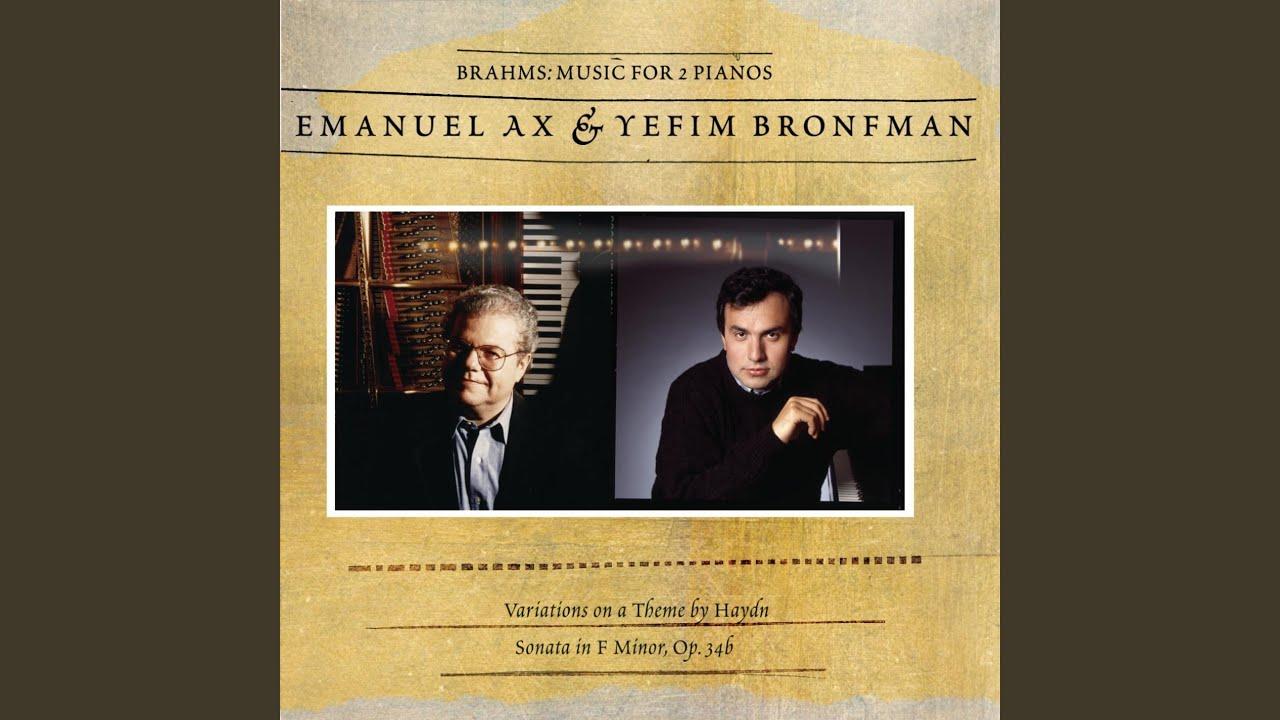 BRAHMS: MUSIC FOR 2 PIANOS
EMANUEL AX & YEFIM BRONFMAN
Variations on a Theme by Haydn
Sonata in F Minor, Op. 34b